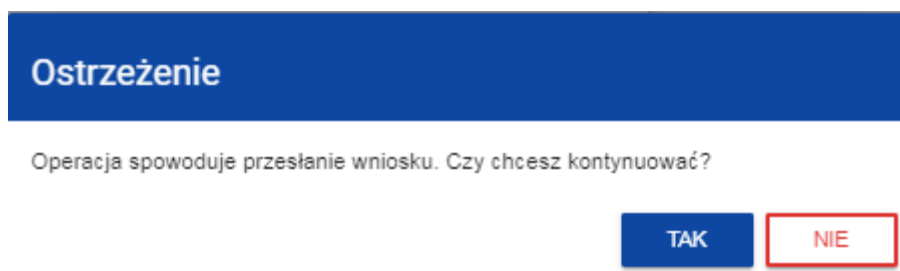 Ostrzeżenie
Operacja spowoduje przesłanie wniosku. Czy chcesz kontynuować?
TAK NIE